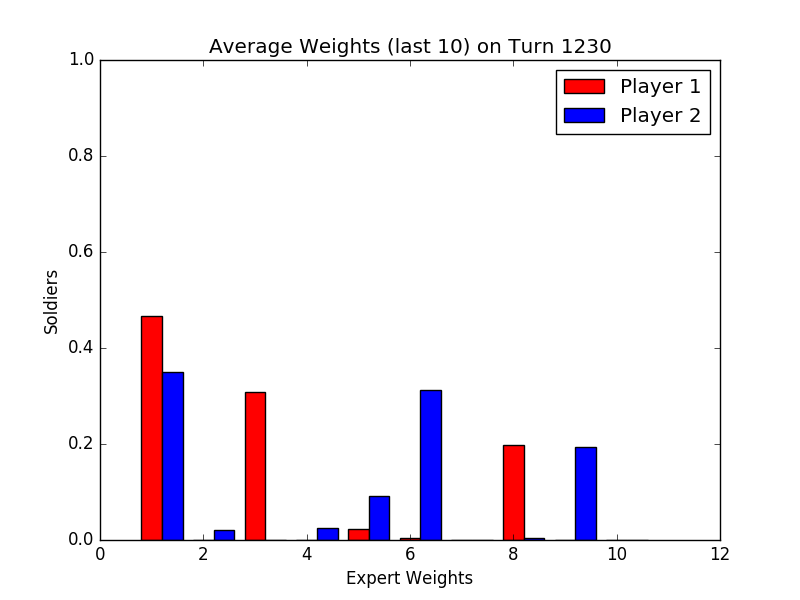 Average Weights (last 10) on Turn 1230
1.0
0.8
0.6
0.4
0.2
0.0
Soldiers
Player 1
Player 2
0 2 4 6 8 10 12
Expert Weights